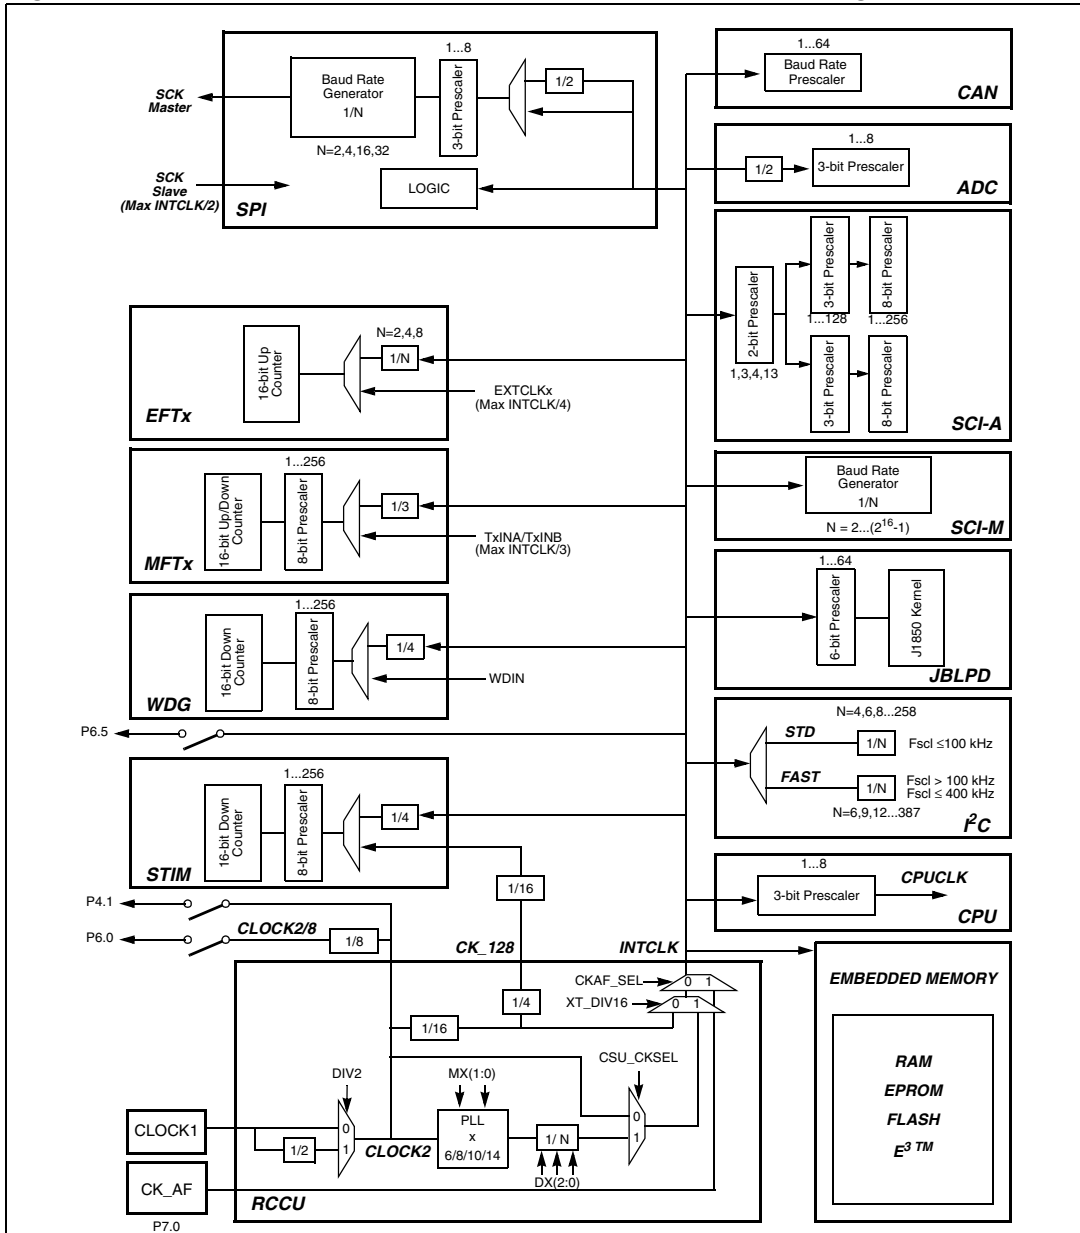 1...8
Baud Rate
Generator
1/N
3-bit Prescaler
1/2
SCK
Master
N=2,4,16,32
SCK
Slave
(Max INTCLK/2)
LOGIC
SPI
1...64
Baud Rate
Prescaler
CAN
1...8
1/2
3-bit Prescaler
ADC
2-bit Prescaler
1,3,4,13
3-bit Prescaler
8-bit Prescaler
1...128
1...256
3-bit Prescaler
8-bit Prescaler
SCI-A
16-bit Up
Counter
N=2,4,8
1/N
EXTCLKx
(Max INTCLK/4)
EFTx
Baud Rate
Generator
1/N
N = 2...(2¹⁶-1)
SCI-M
1...256
16-bit Up/Down
Counter
8-bit Prescaler
1/3
TxINA/TxINB
(Max INTCLK/3)
MFTx
1...64
6-bit Prescaler
J1850 Kernel
JBLPD
1...256
16-bit Down
Counter
8-bit Prescaler
1/4
WDIN
WDG
P6.5
N=4,6,8...258
STD
1/N
Fscl ≤100 kHz
FAST
1/N
Fscl > 100 kHz
Fscl ≤ 400 kHz
N=6,9,12...387
I²C
1...256
16-bit Down
Counter
8-bit Prescaler
1/4
STIM
1/16
1...8
3-bit Prescaler
CPUCLK
CPU
P4.1
P6.0
CLOCK2/8
1/8
CK_128
INTCLK
CKAF_SEL
0 1
XT_DIV16
0 1
1/4
1/16
CSU_CKSEL
DIV2
MX(1:0)
0
1
CLOCK1
0
1
1/2
CLOCK2
PLL
x
6/8/10/14
1/ N
DX(2:0)
CK_AF
P7.0
RCCU
EMBEDDED MEMORY
RAM
EPROM
FLASH
E³ ™